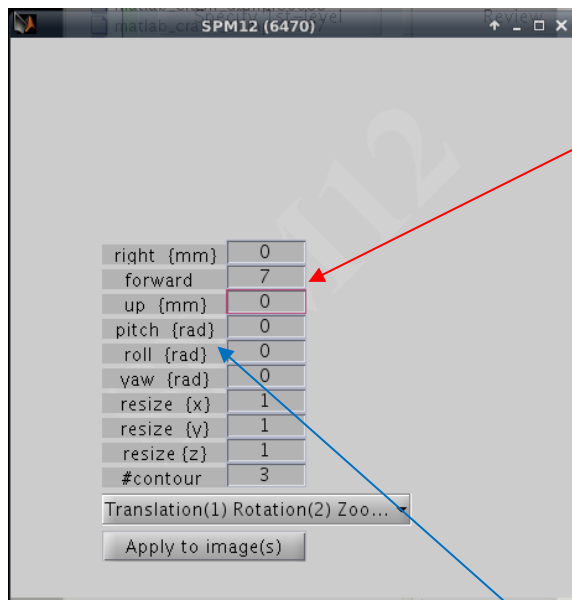 SPM12 (6470)
right {mm} 0
forward 7
up {mm} 0
pitch {rad} 0
roll {rad} 0
yaw {rad} 0
resize {x} 1
resize {y} 1
resize {z} 1
#contour 3
Translation(1) Rotation(2) Zoo...
Apply to image(s)